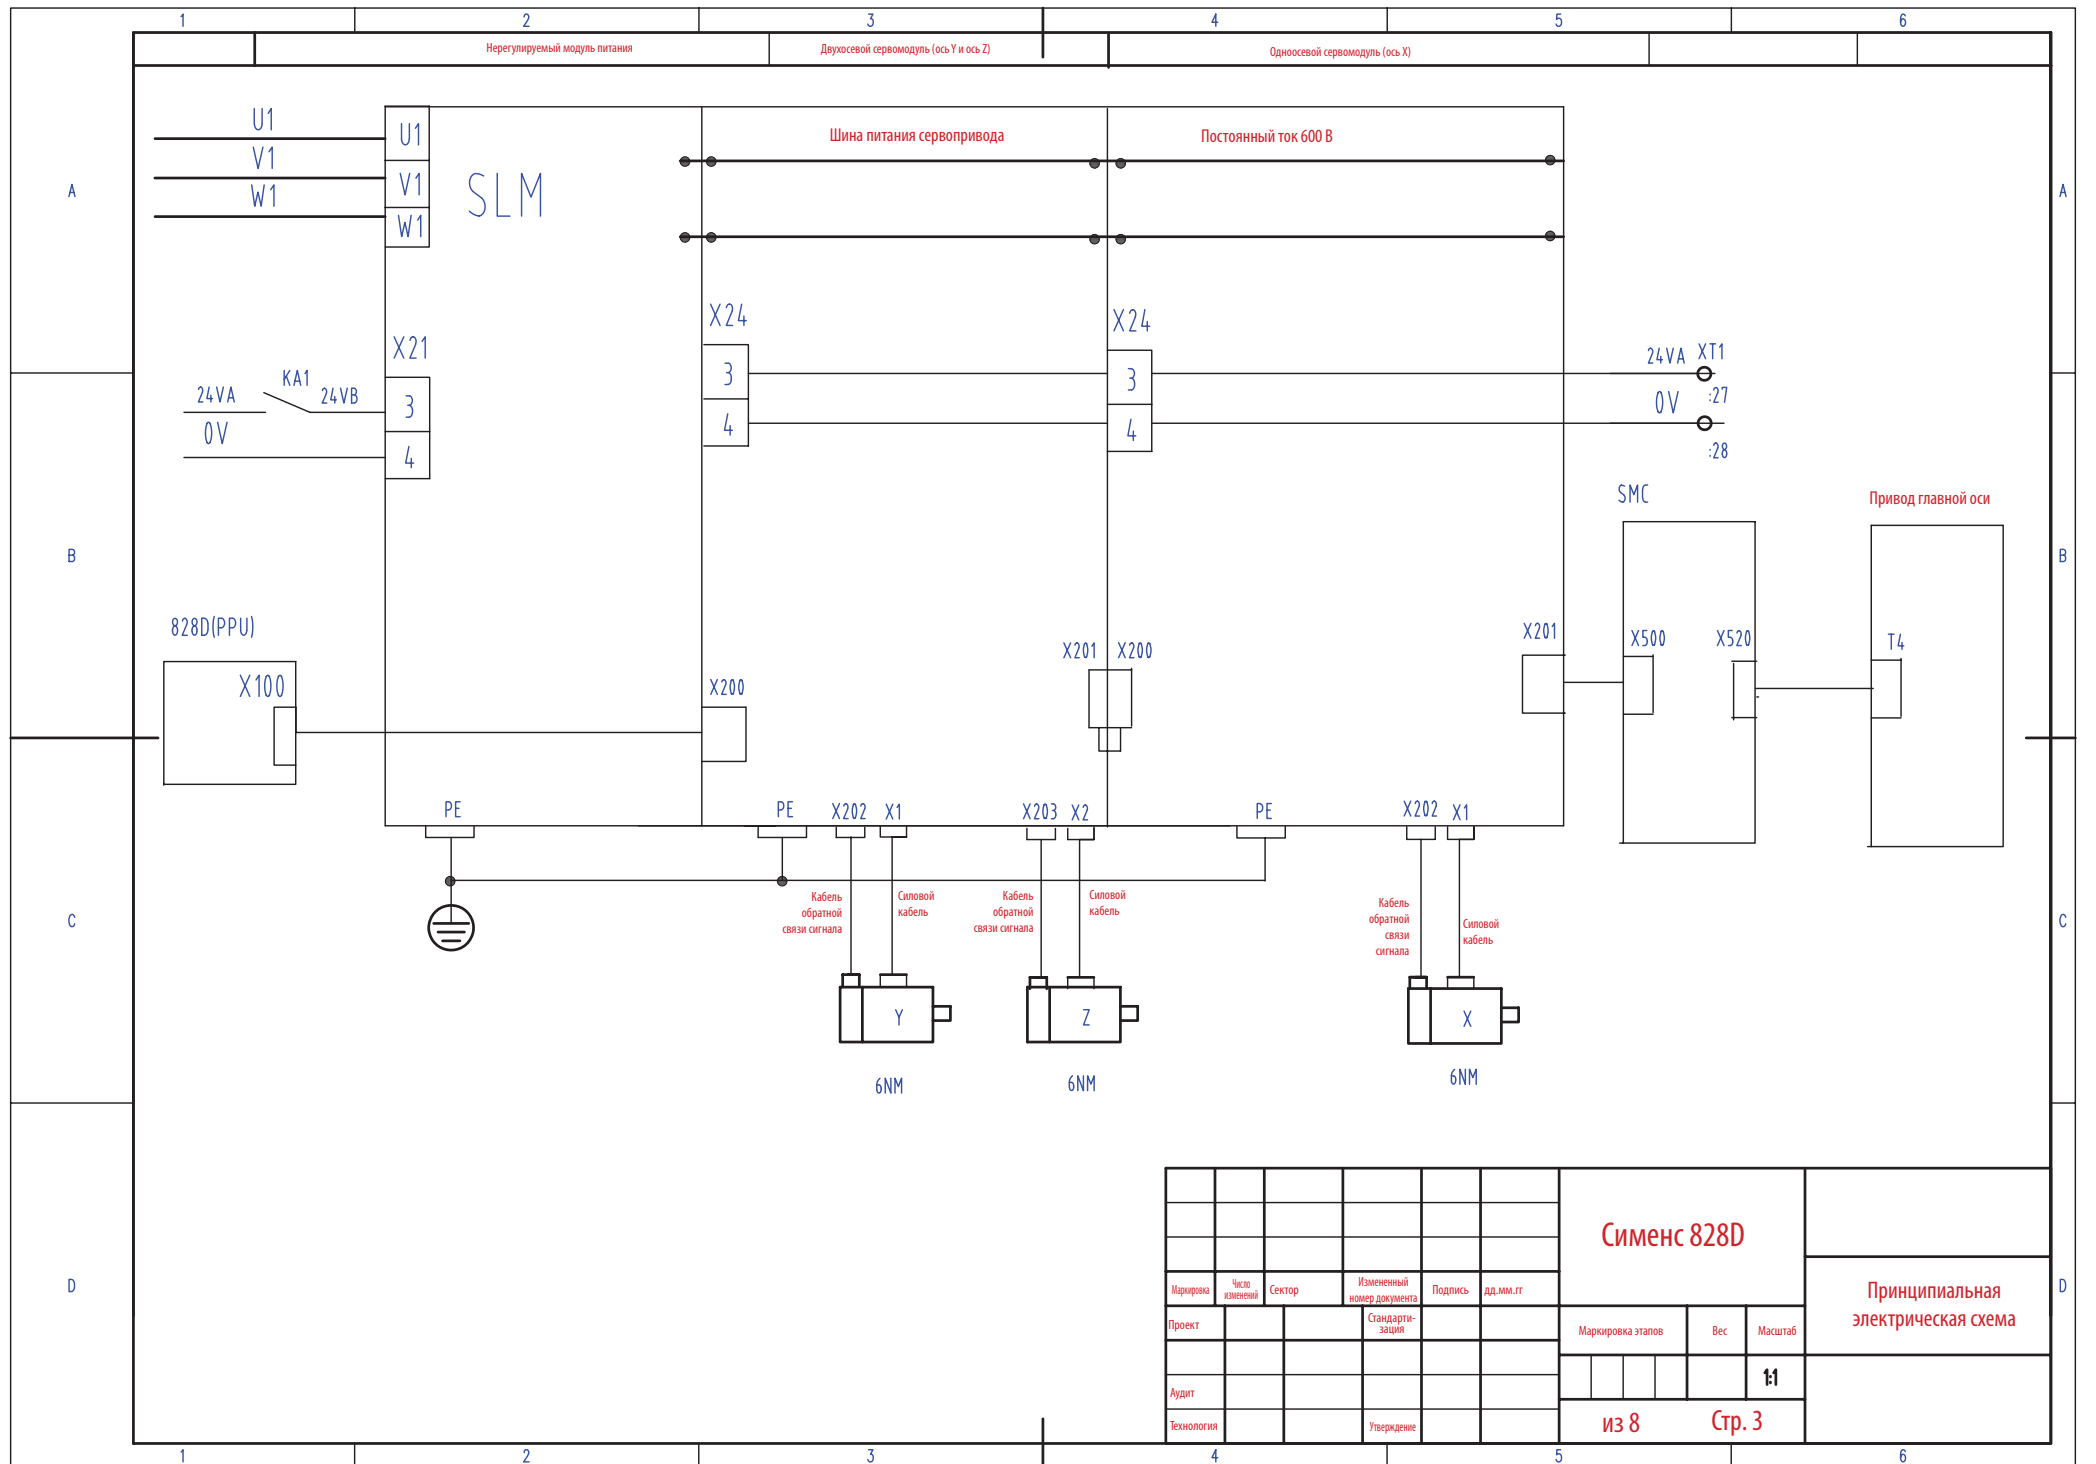 1 2 3 4 5 6
Нерегулируемый модуль питания
Двухосевой сервомодуль (ось Y и ось Z)
Одноосевой сервомодуль (ось X)
A
A
U1
V1
W1
U1
V1
W1
SLM
Шина питания сервопривода
Постоянный ток 600 В
X21
X24
X24
24VA
KA1
24VB
0V
3
4
3
4
3
4
24VA
XT1
:27
0V
:28
B
B
SMC
Привод главной оси
828D(PPU)
X100
X200
X201
X200
X201
X500
X520
T4
PE
PE
X202
X1
X203
X2
PE
X202
X1
C
C
Кабель
обратной
связи сигнала
Силовой
кабель
Кабель
обратной
связи сигнала
Силовой
кабель
Кабель
обратной
связи
сигнала
Силовой
кабель
Y
Z
X
6NM
6NM
6NM
D
D
Сименс 828D
Принципиальная
электрическая схема
Маркировка
Число
изменений
Сектор
Измененный
номер документа
Подпись
дд.мм.гг
Проект
Стандарти-
зация
Маркировка этапов
Вес
Масштаб
1:1
Аудит
Технология
Утверждение
из 8
Стр. 3
1 2 3 4 5 6